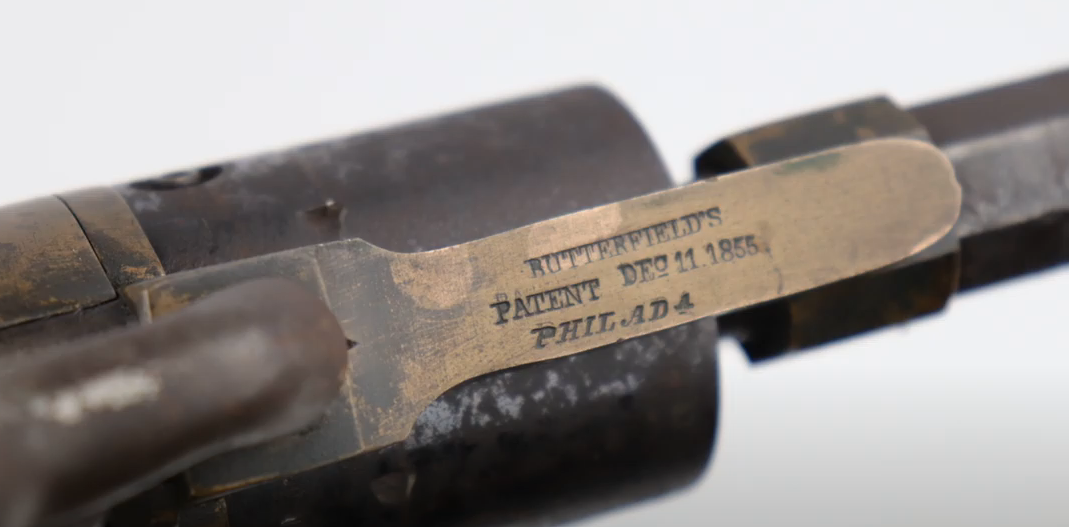 BUTTERFIELD'S
PATENT DEC 11.1855.
PHILADA